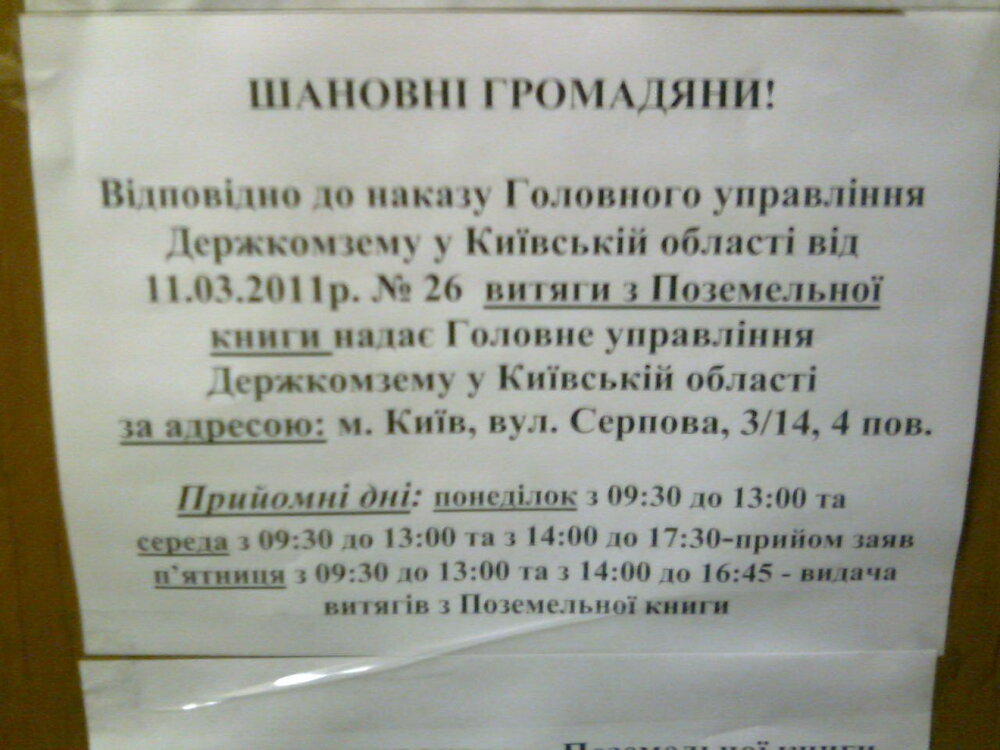 ШАНОВНІ ГРОМАДЯНИ!
Відповідно до наказу Головного управління
Держкомзему у Київській області від
11.03.2011р. № 26 витяги з Поземельної
книги надає Головне управління
Держкомзему у Київській області
за адресою: м. Київ, вул. Серпова, 3/14, 4 пов.
Прийомні дні: понеділок з 09:30 до 13:00 та
середа з 09:30 до 13:00 та з 14:00 до 17:30-прийом заяв
п’ятниця з 09:30 до 13:00 та з 14:00 до 16:45 - видача
витягів з Поземельної книги
Поземельної книги